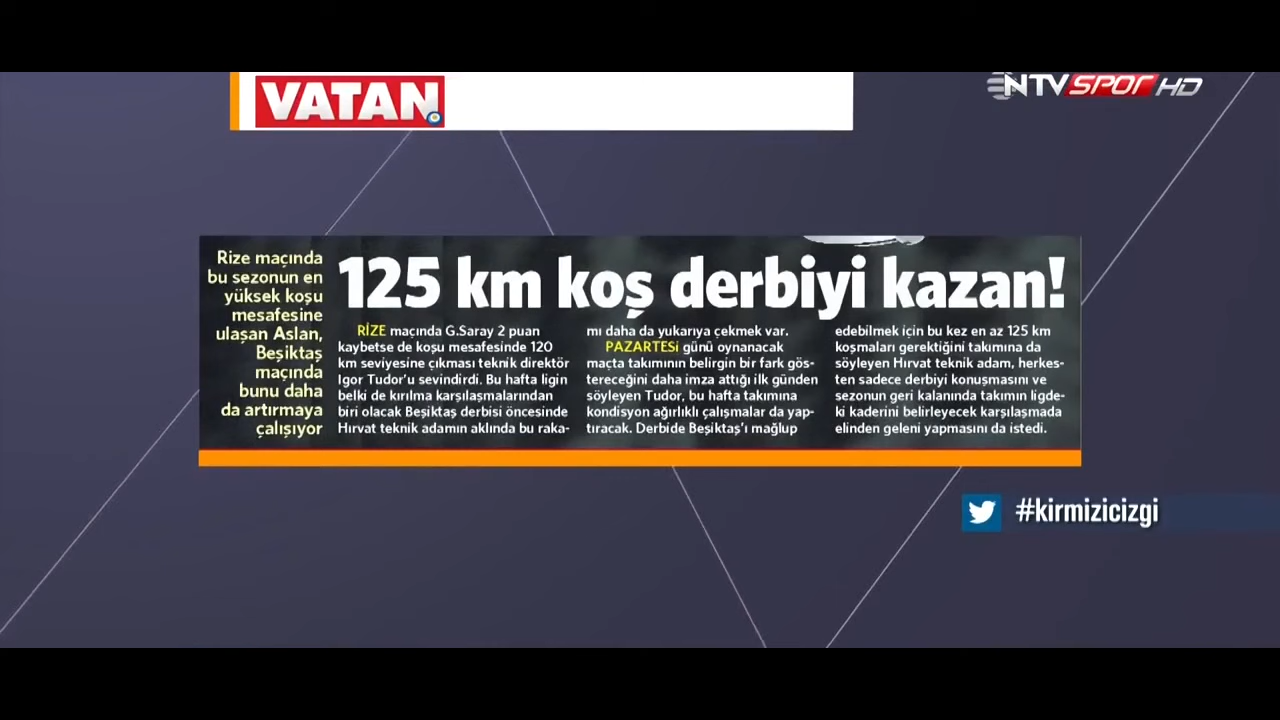 VATAN
NTVSPOR HD
Rize maçında
bu sezonun en
yüksek koşu
mesafesine
ulaşan Aslan,
Beşiktaş
maçında
bunu daha
da artırmaya
çalışıyor
125 km koş derbiyi kazan!
RİZE maçında G.Saray 2 puan
kaybetse de koşu mesafesinde 120
km seviyesine çıkması teknik direktör
Igor Tudor'u sevindirdi. Bu hafta ligin
belki de kırılma karşılaşmalarından
biri olacak Beşiktaş derbisi öncesinde
Hırvat teknik adamın aklında bu raka-
mı daha da yukarıya çekmek var.
PAZARTESİ günü oynanacak
maçta takımının belirgin bir fark gös-
tereceğini daha imza attığı ilk günden
söyleyen Tudor, bu hafta takımına
kondisyon ağırlıklı çalışmalar da yap-
tıracak. Derbide Beşiktaş'ı mağlup
edebilmek için bu kez en az 125 km
koşmaları gerektiğini takımına da
söyleyen Hırvat teknik adam, herkes-
ten sadece derbiyi konuşmasını ve
sezonun geri kalanında takımın ligde-
ki kaderini belirleyecek karşılaşmada
elinden geleni yapmasını da istedi.
#kirmizicizgi